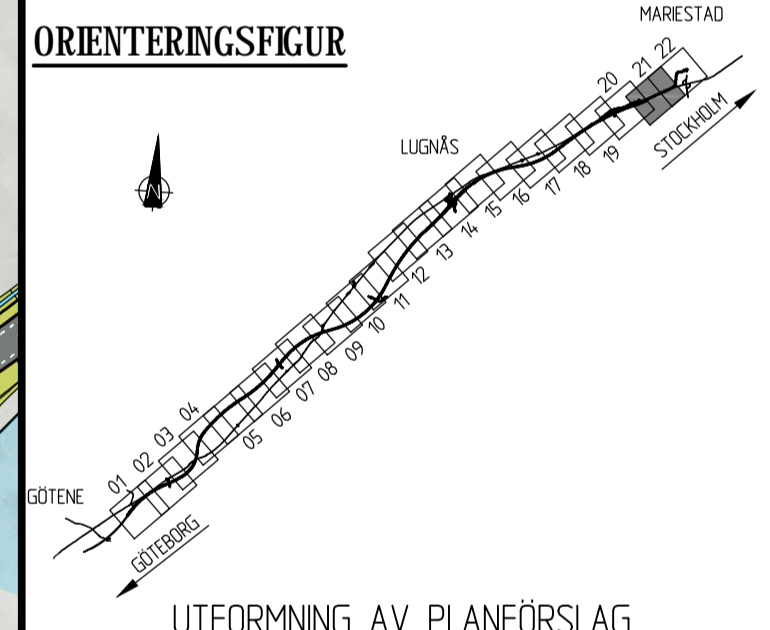 ORIENTERINGSFIGUR
MARIESTAD
22
21
20
STOCKHOLM
LUGNÅS
19
18
17
16
15
14
13
12
11
10
09
08
07
06
05
04
03
02
01
N
GÖTENE
GÖTEBORG
UTFORMNING AV PLANFÖRSLAG